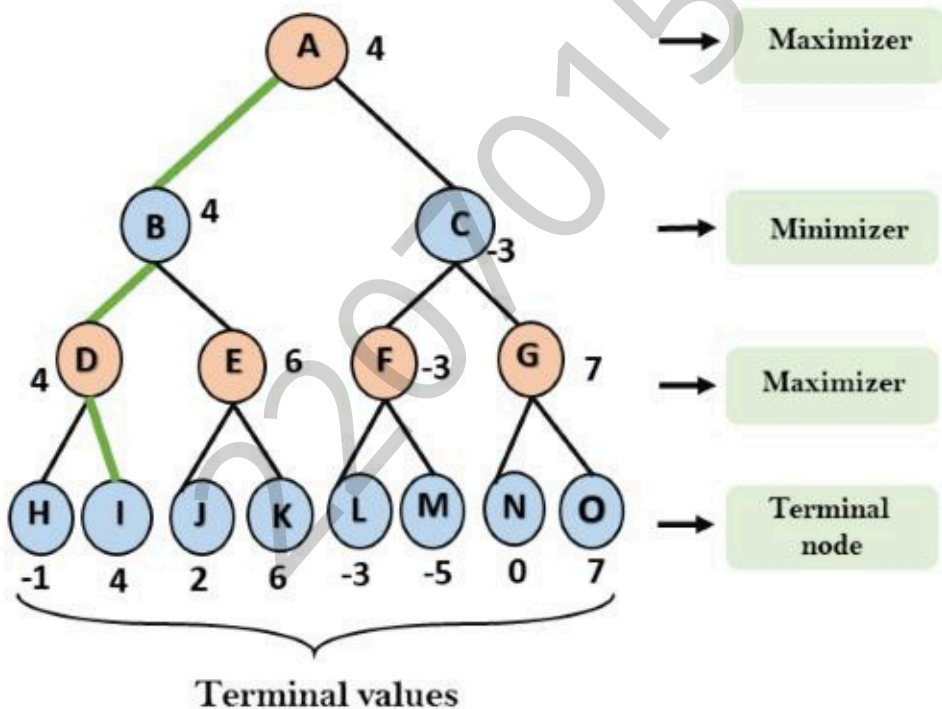 A 4
Maximizer
B 4
C -3
Minimizer
D 4
E 6
F -3
G 7
Maximizer
H I J K L M N O
Terminal
node
-1 4 2 6 -3 -5 0 7
Terminal values